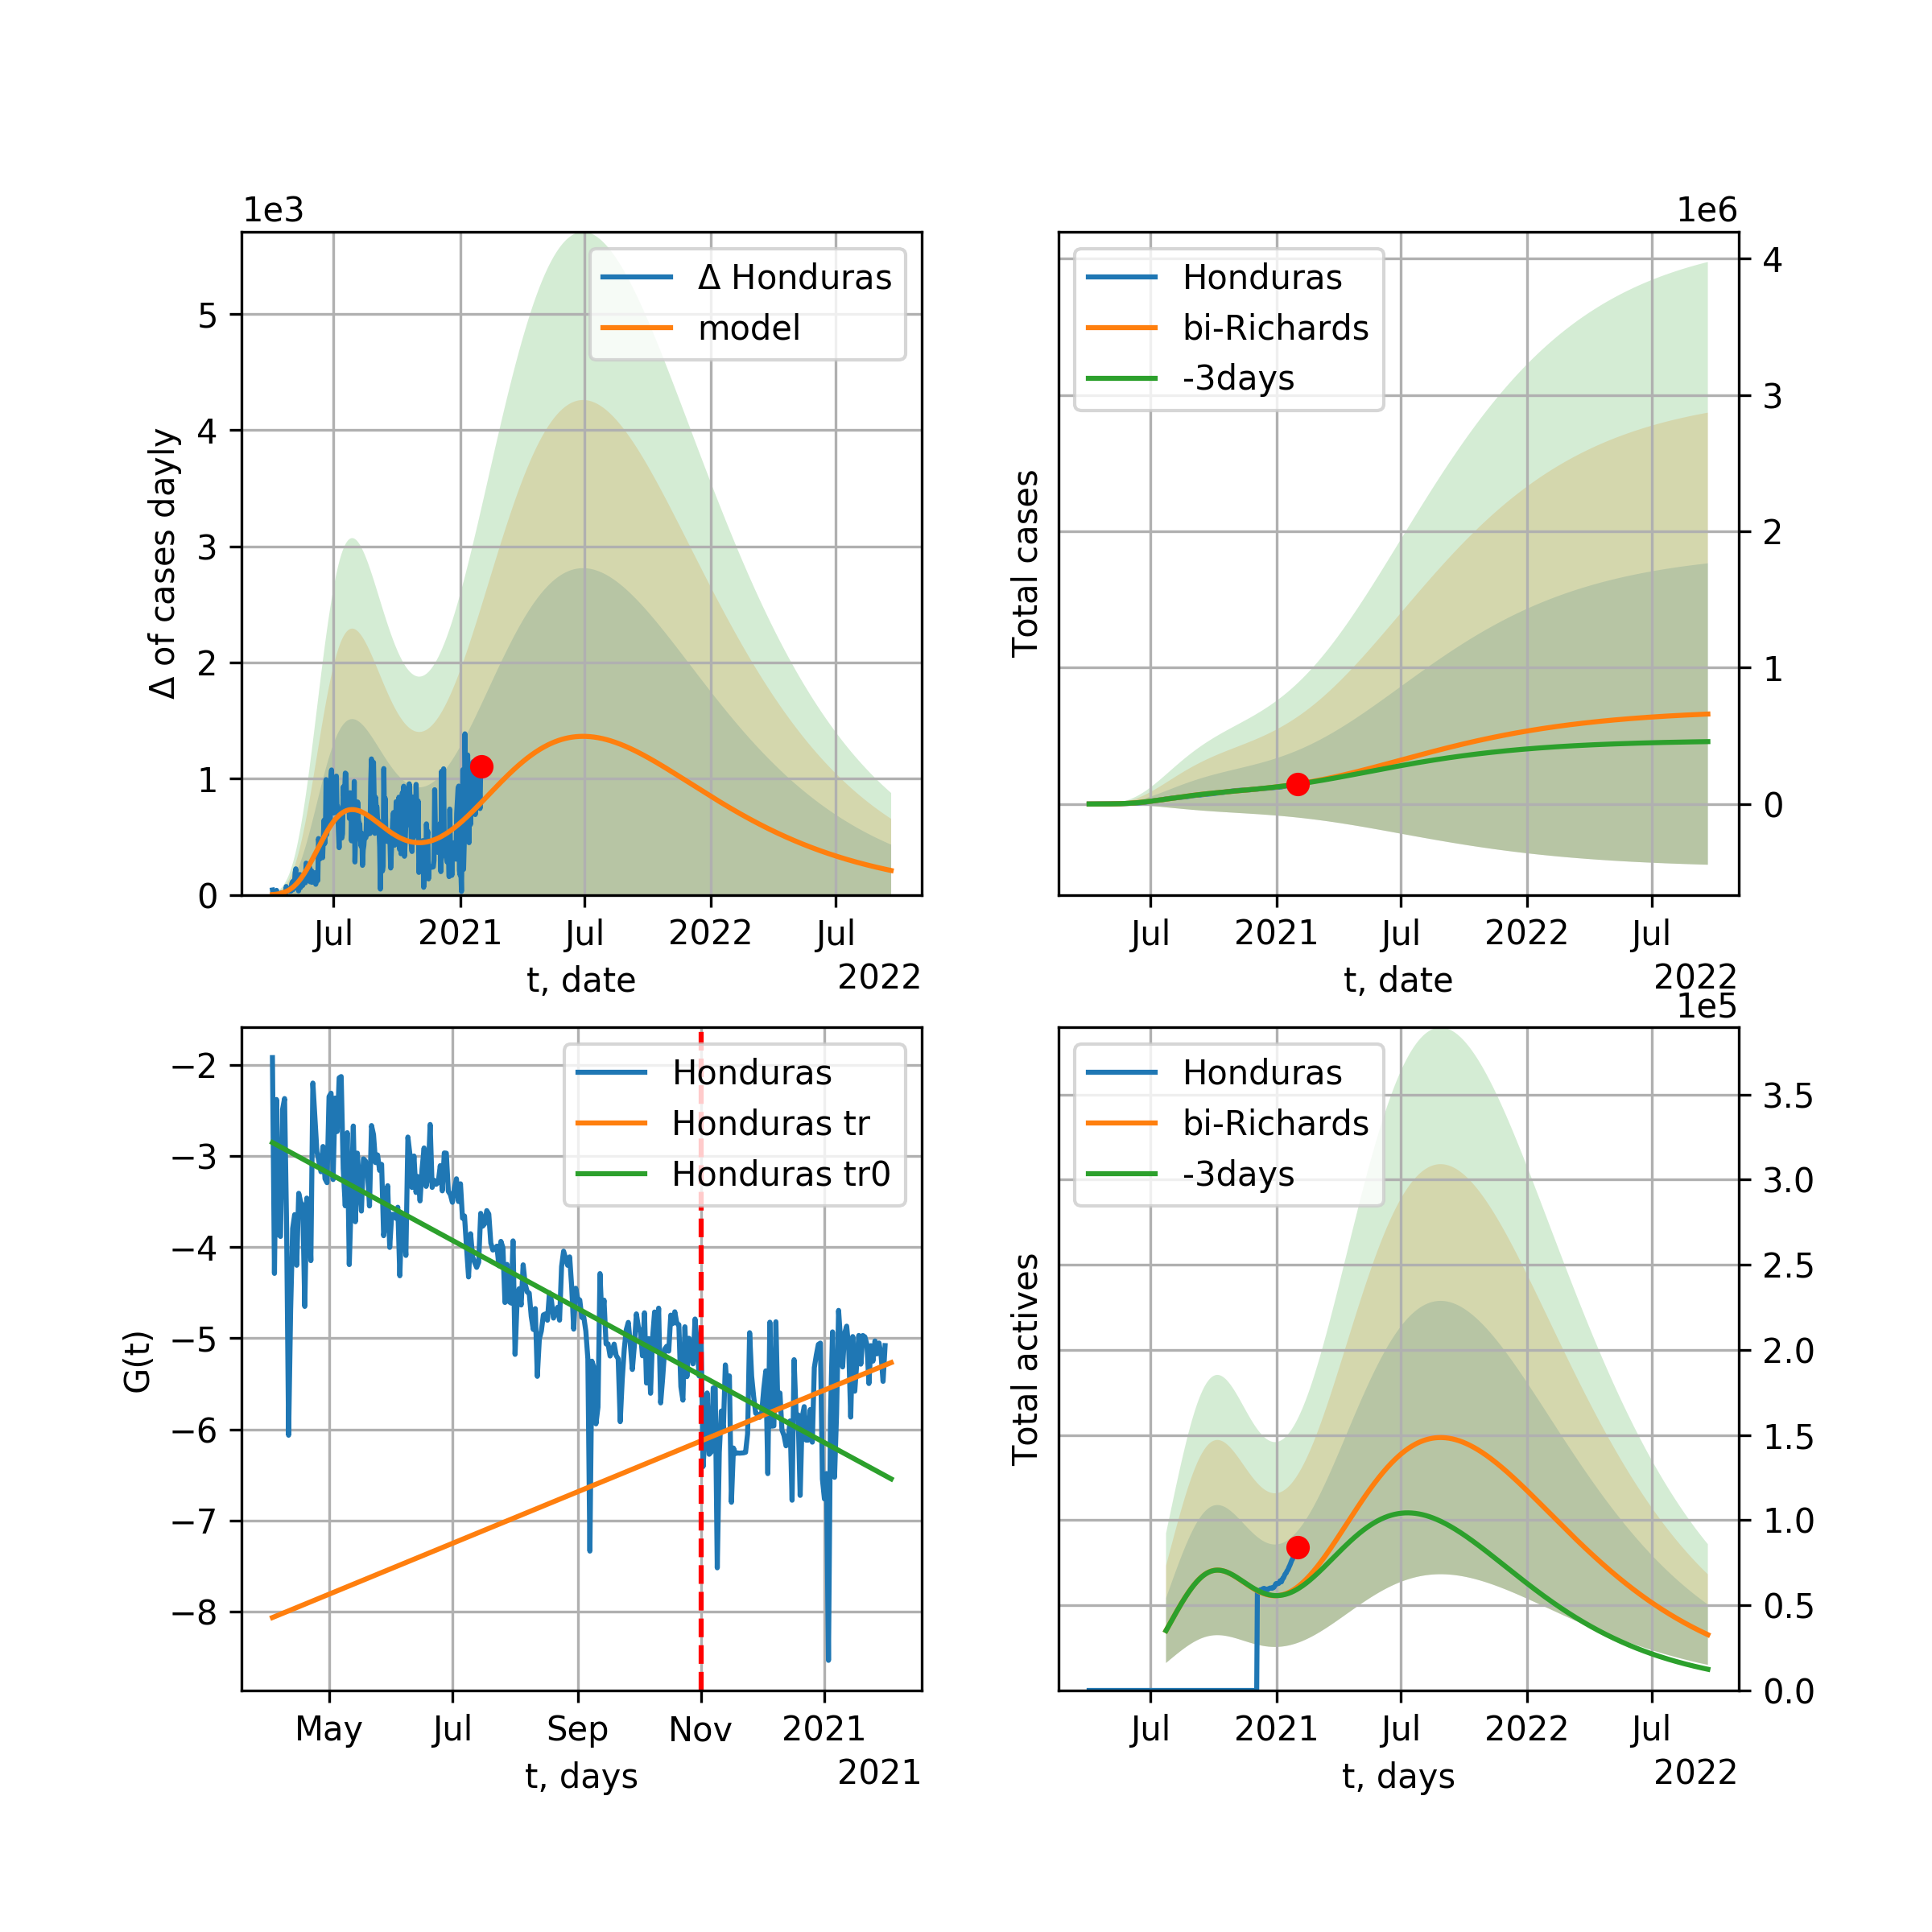 1e3
Δ of cases dayly
5
4
3
2
1
0
Δ Honduras
model
Jul
2021
Jul
2022
Jul
t, date
2022
1e6
Total cases
Honduras
bi-Richards
-3days
4
3
2
1
0
Jul
2021
Jul
2022
Jul
t, date
2022
G(t)
−2
−3
−4
−5
−6
−7
−8
Honduras
Honduras tr
Honduras tr0
May
Jul
Sep
Nov
2021
t, days
2021
1e5
Total actives
Honduras
bi-Richards
-3days
3.5
3.0
2.5
2.0
1.5
1.0
0.5
0.0
Jul
2021
Jul
2022
Jul
t, days
2022